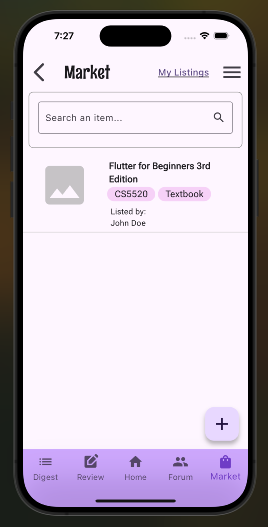 7:27
Market
My Listings
Search an item...
Flutter for Beginners 3rd
Edition
CS5520
Textbook
Listed by:
John Doe
Digest
Review
Home
Forum
Market